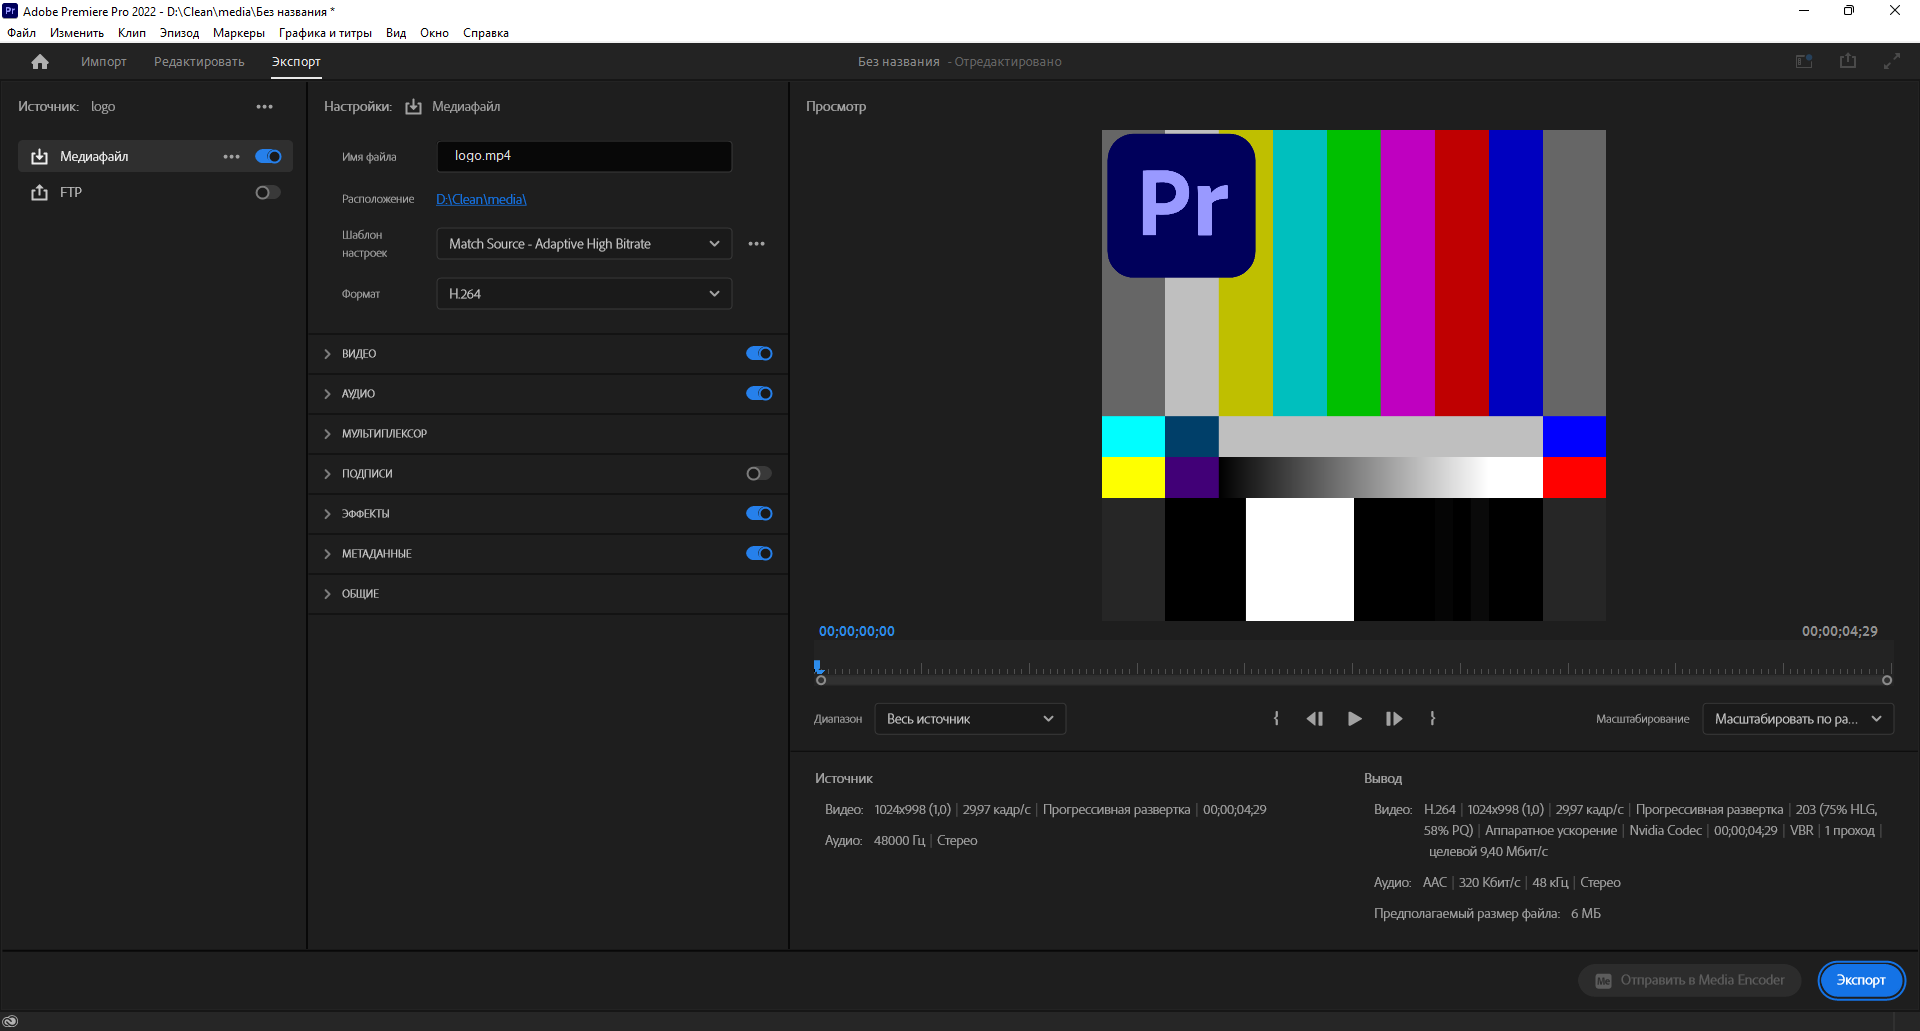 Pr Adobe Premiere Pro 2022 - D:\Clean\media\Без названия *
Файл Изменить Клип Эпизод Маркеры Графика и титры Вид Окно Справка
Импорт Редактировать Экспорт Без названия - Отредактировано
Источник: logo
Медиафайл
FTP
Настройки: Медиафайл
Имя файла logo.mp4
Расположение D:\Clean\media\
Шаблон
настроек
Match Source - Adaptive High Bitrate
Формат H.264
ВИДЕО
АУДИО
МУЛЬТИПЛЕКСОР
ПОДПИСИ
ЭФФЕКТЫ
МЕТАДАННЫЕ
ОБЩИЕ
Просмотр
Pr
00;00;00;00 00;00;04;29
Диапазон Весь источник Масштабирование Масштабировать по ра...
Источник
Видео: 1024x998 (1,0) | 29,97 кадр/с | Прогрессивная развертка | 00;00;04;29
Аудио: 48000 Гц | Стерео
Вывод
Видео: H.264 | 1024x998 (1,0) | 29,97 кадр/с | Прогрессивная развертка | 203 (75% HLG,
58% PQ) | Аппаратное ускорение | Nvidia Codec | 00;00;04;29 | VBR | 1 проход |
целевой 9,40 Мбит/с
Аудио: AAC | 320 Кбит/с | 48 кГц | Стерео
Предполагаемый размер файла: 6 МБ
Me Отправить в Media Encoder Экспорт